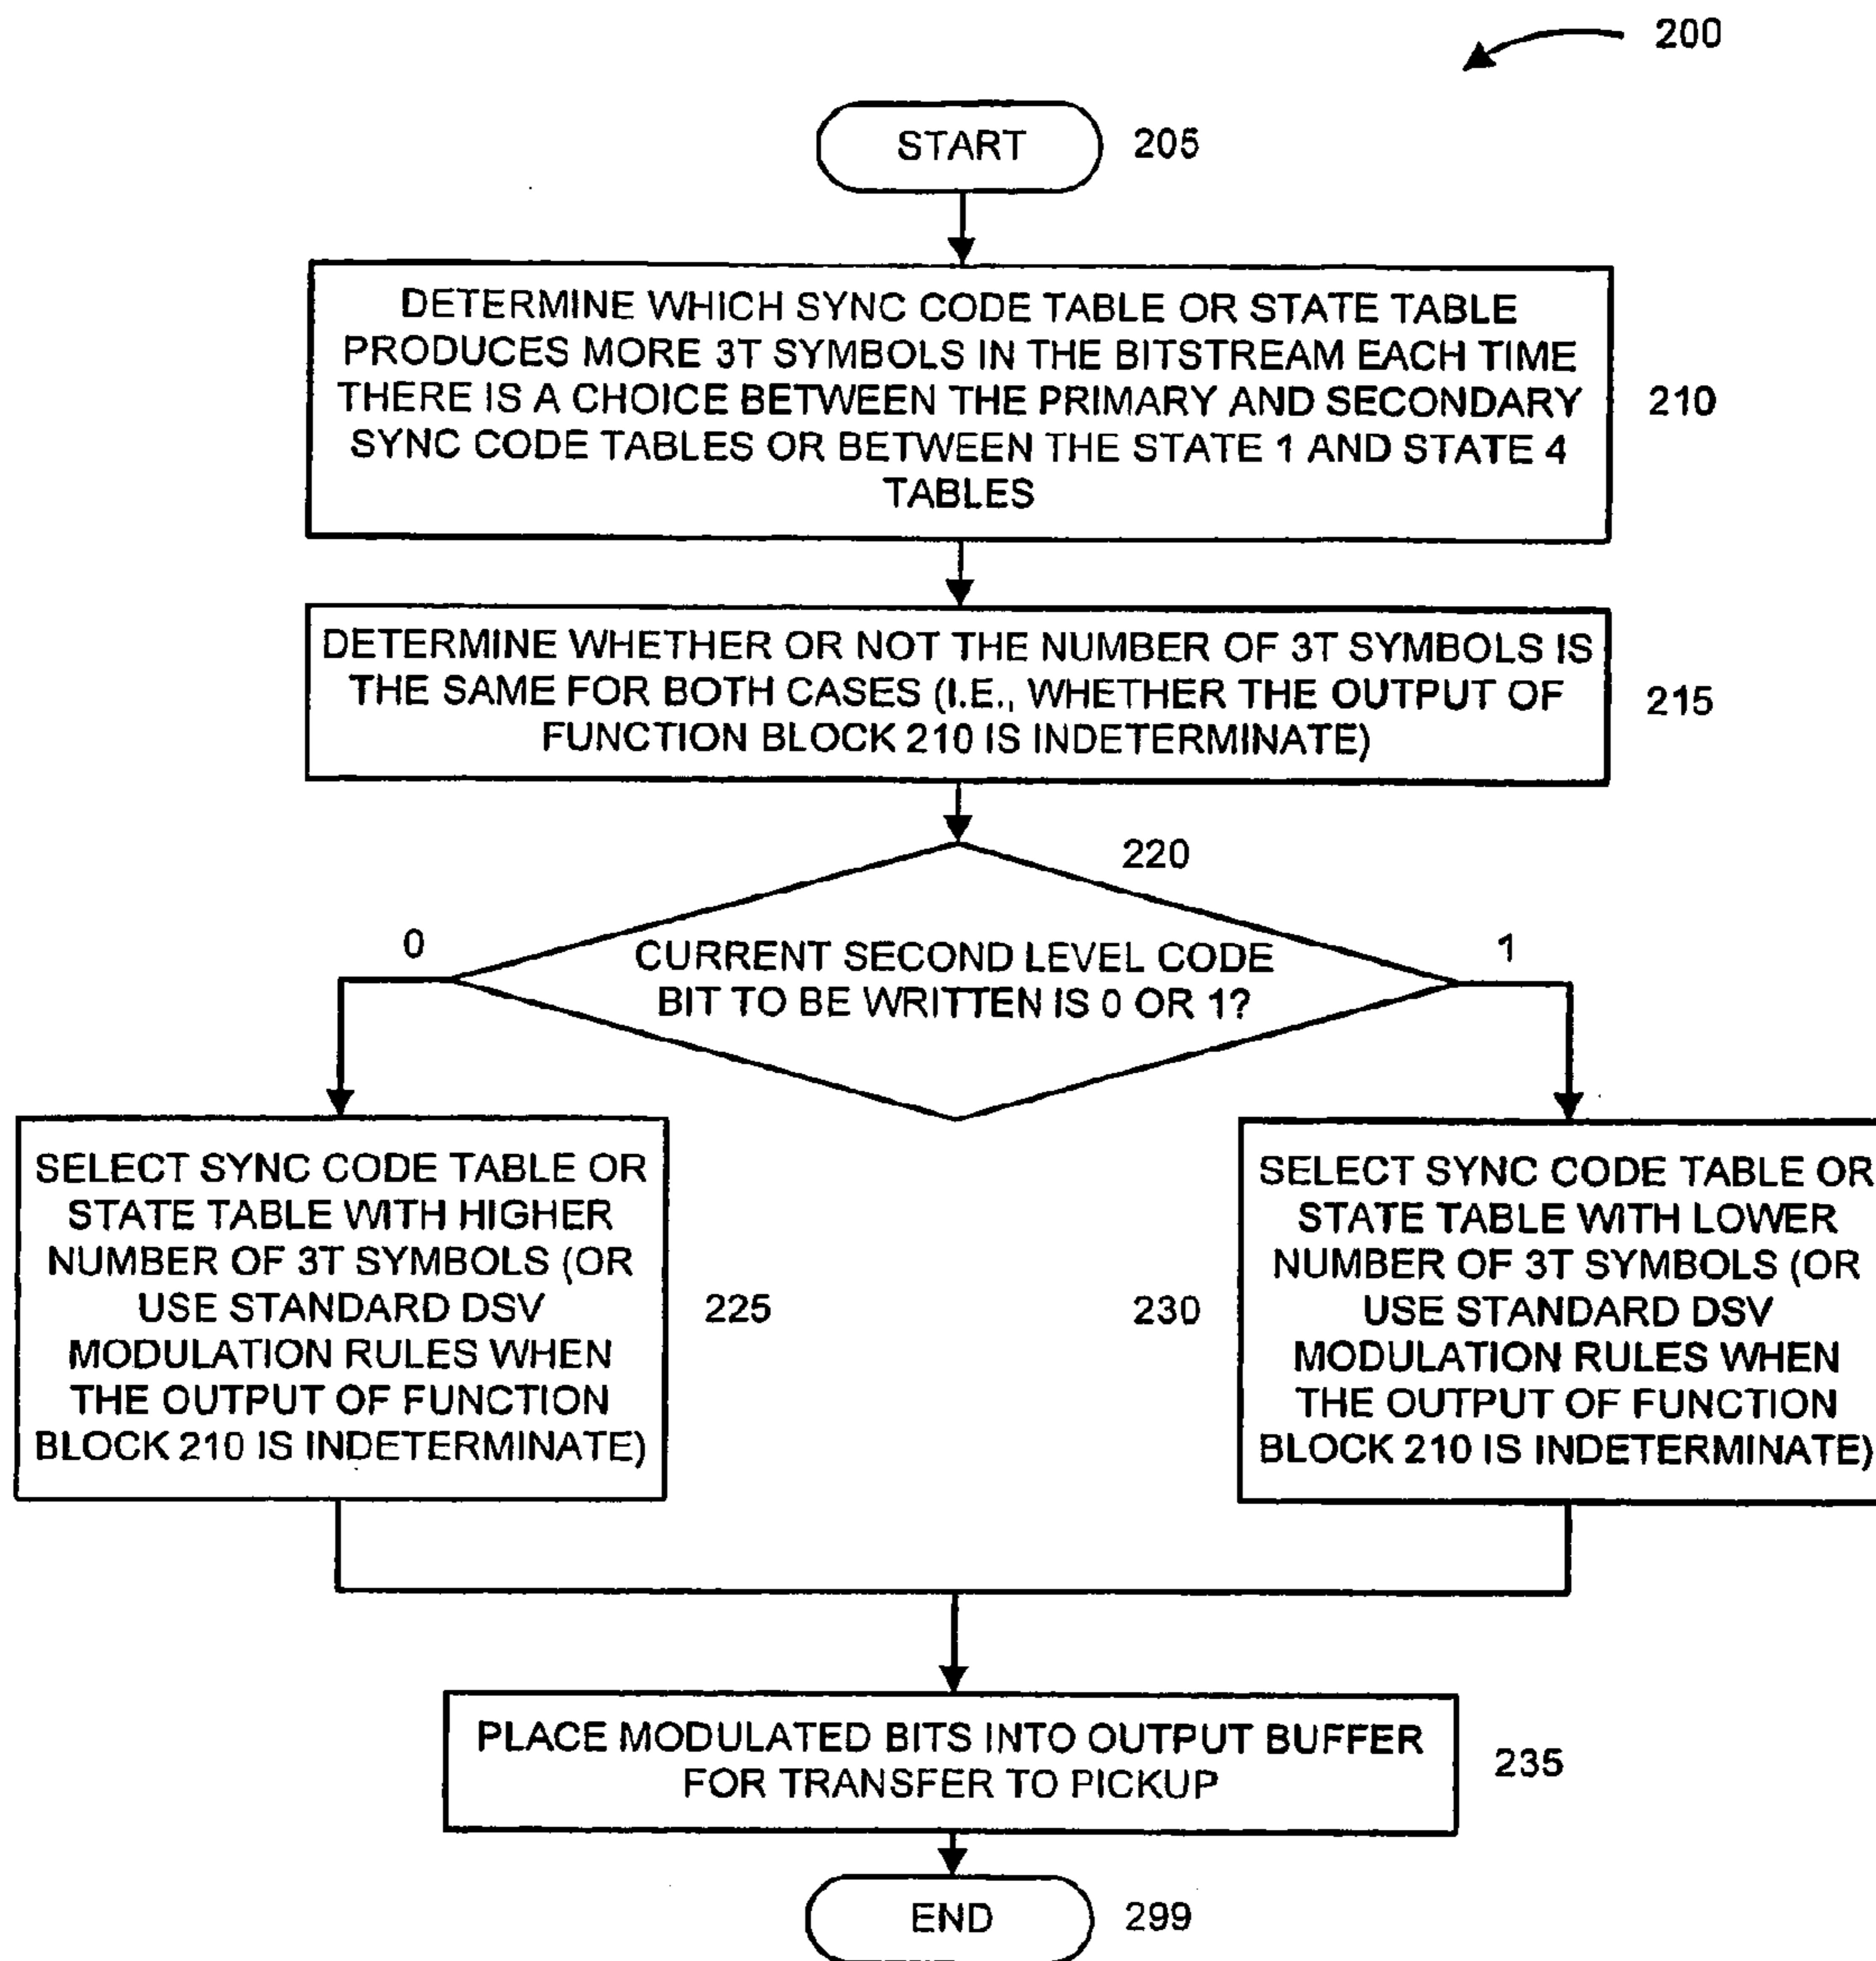 200
START
205
DETERMINE WHICH SYNC CODE TABLE OR STATE TABLE
PRODUCES MORE 3T SYMBOLS IN THE BITSTREAM EACH TIME
THERE IS A CHOICE BETWEEN THE PRIMARY AND SECONDARY
SYNC CODE TABLES OR BETWEEN THE STATE 1 AND STATE 4
TABLES
210
DETERMINE WHETHER OR NOT THE NUMBER OF 3T SYMBOLS IS
THE SAME FOR BOTH CASES (I.E., WHETHER THE OUTPUT OF
FUNCTION BLOCK 210 IS INDETERMINATE)
215
220
0
CURRENT SECOND LEVEL CODE
BIT TO BE WRITTEN IS 0 OR 1?
1
SELECT SYNC CODE TABLE OR
STATE TABLE WITH HIGHER
NUMBER OF 3T SYMBOLS (OR
USE STANDARD DSV
MODULATION RULES WHEN
THE OUTPUT OF FUNCTION
BLOCK 210 IS INDETERMINATE)
225
230
SELECT SYNC CODE TABLE OR
STATE TABLE WITH LOWER
NUMBER OF 3T SYMBOLS (OR
USE STANDARD DSV
MODULATION RULES WHEN
THE OUTPUT OF FUNCTION
BLOCK 210 IS INDETERMINATE)
PLACE MODULATED BITS INTO OUTPUT BUFFER
FOR TRANSFER TO PICKUP
235
END
299